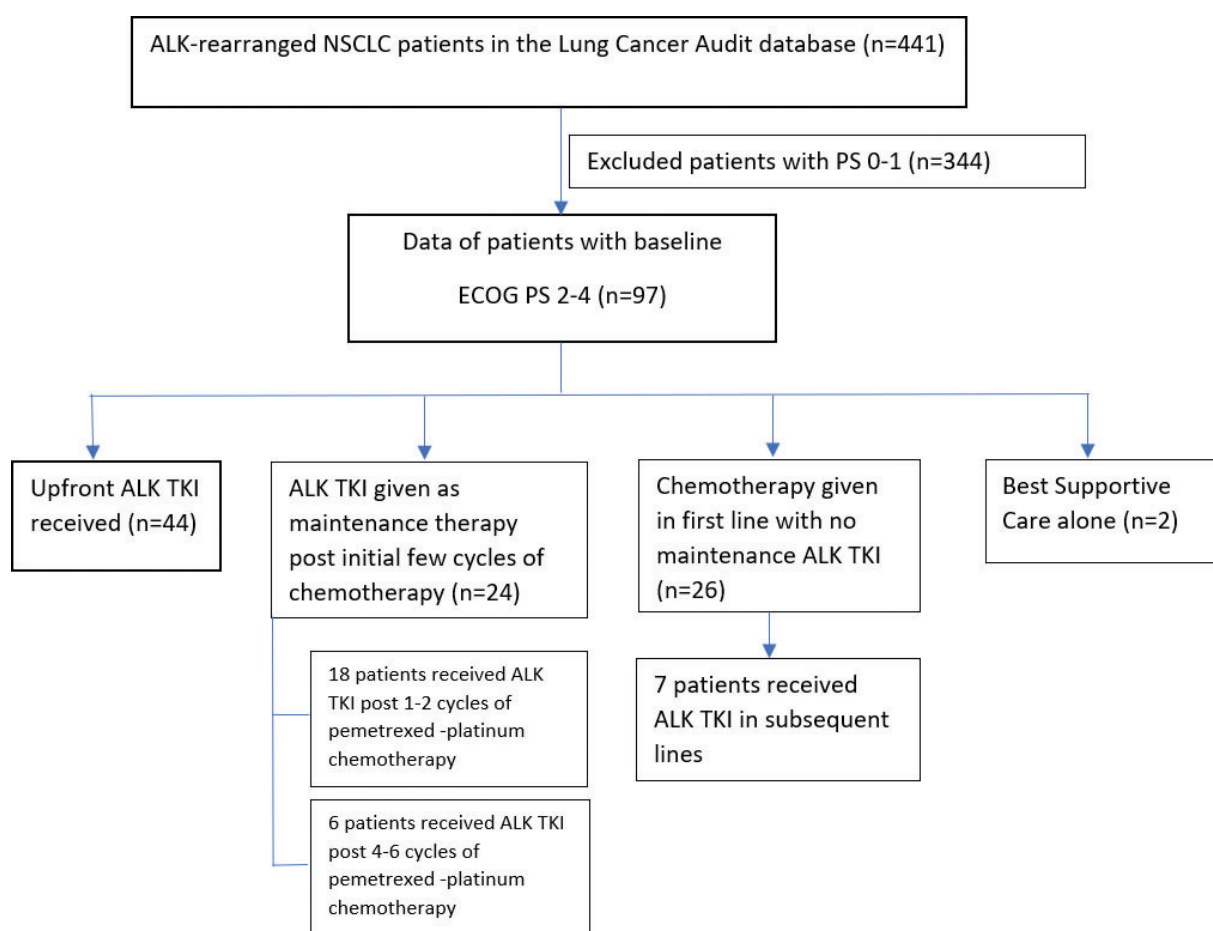 ALK-rearranged NSCLC patients in the Lung Cancer Audit database (n=441)
Excluded patients with PS 0-1 (n=344)
Data of patients with baseline
ECOG PS 2-4 (n=97)
Upfront ALK TKI
received (n=44)
ALK TKI given as
maintenance therapy
post initial few cycles of
chemotherapy (n=24)
Chemotherapy given
in first line with no
maintenance ALK TKI
(n=26)
Best Supportive
Care alone (n=2)
18 patients received ALK
TKI post 1-2 cycles of
pemetrexed -platinum
chemotherapy
7 patients received
ALK TKI in subsequent
lines
6 patients received ALK TKI
post 4-6 cycles of
pemetrexed -platinum
chemotherapy